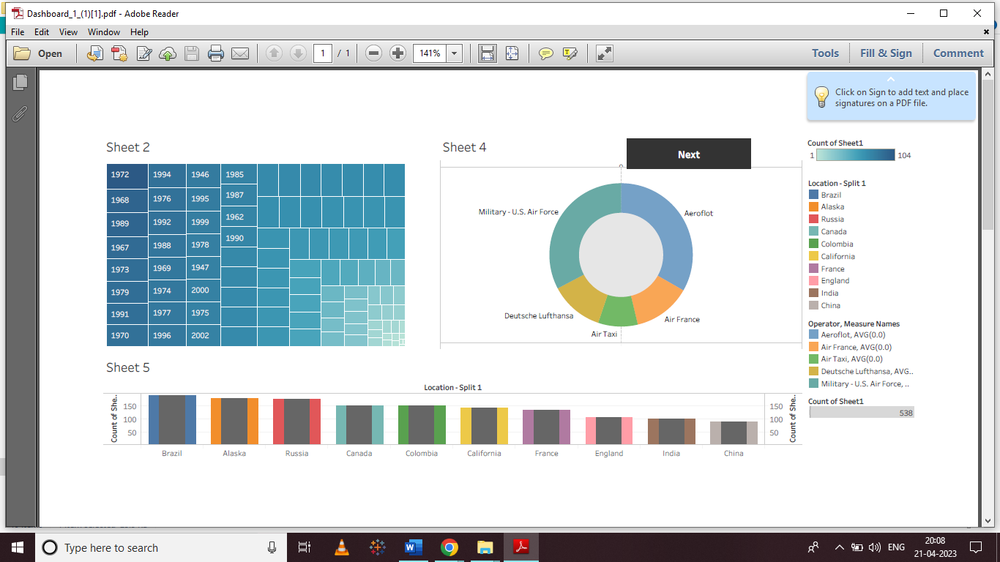 Dashboard_1_(1)[1].pdf - Adobe Reader
File Edit View Window Help
Open 1 / 1 141% Tools Fill & Sign Comment
Click on Sign to add text and place
signatures on a PDF file.
Sheet 2
1972 1994 1946 1985
1968 1976 1995 1987
1989 1992 1999 1962
1967 1988 1978 1990
1973 1969 1947
1979 1974 2000
1991 1977 1975
1970 1996 2002
Sheet 4
Next
Military - U.S. Air Force
Aeroflot
Deutsche Lufthansa
Air France
Air Taxi
Count of Sheet1
1 104
Location - Split 1
Brazil
Alaska
Russia
Canada
Colombia
California
France
England
India
China
Operator, Measure Names
Aeroflot, AVG(0.0)
Air France, AVG(0.0)
Air Taxi, AVG(0.0)
Deutsche Lufthansa, AVG..
Military - U.S. Air Force, ..
Count of Sheet1
538
Sheet 5
Location - Split 1
Count of She..
150
100
50
150
100
50
Count of She..
Brazil Alaska Russia Canada Colombia California France England India China
Type here to search
ENG
20:08
21-04-2023